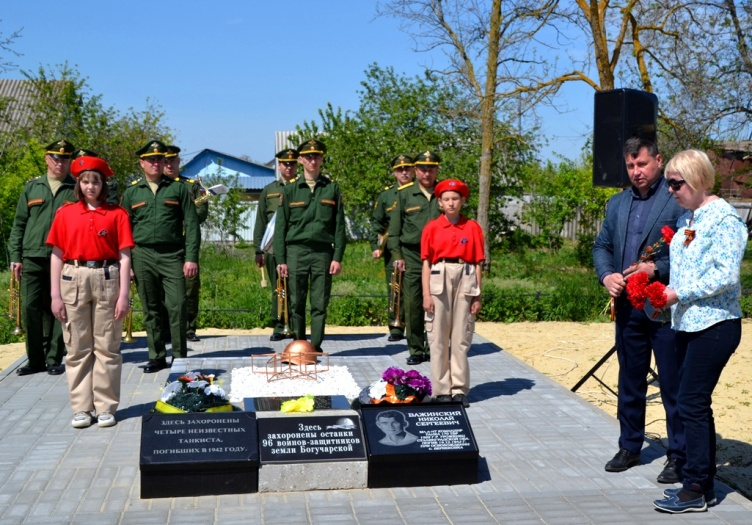 ЗДЕСЬ ЗАХОРОНЕНЫ
ЧЕТЫРЕ НЕИЗВЕСТНЫХ
ТАНКИСТА,
ПОГИБШИХ В 1942 ГОДУ.
Здесь
захоронены останки
96 воинов-защитников
земли Богучарской
ВАЖИНСКИЙ
НИКОЛАЙ
СЕРГЕЕВИЧ